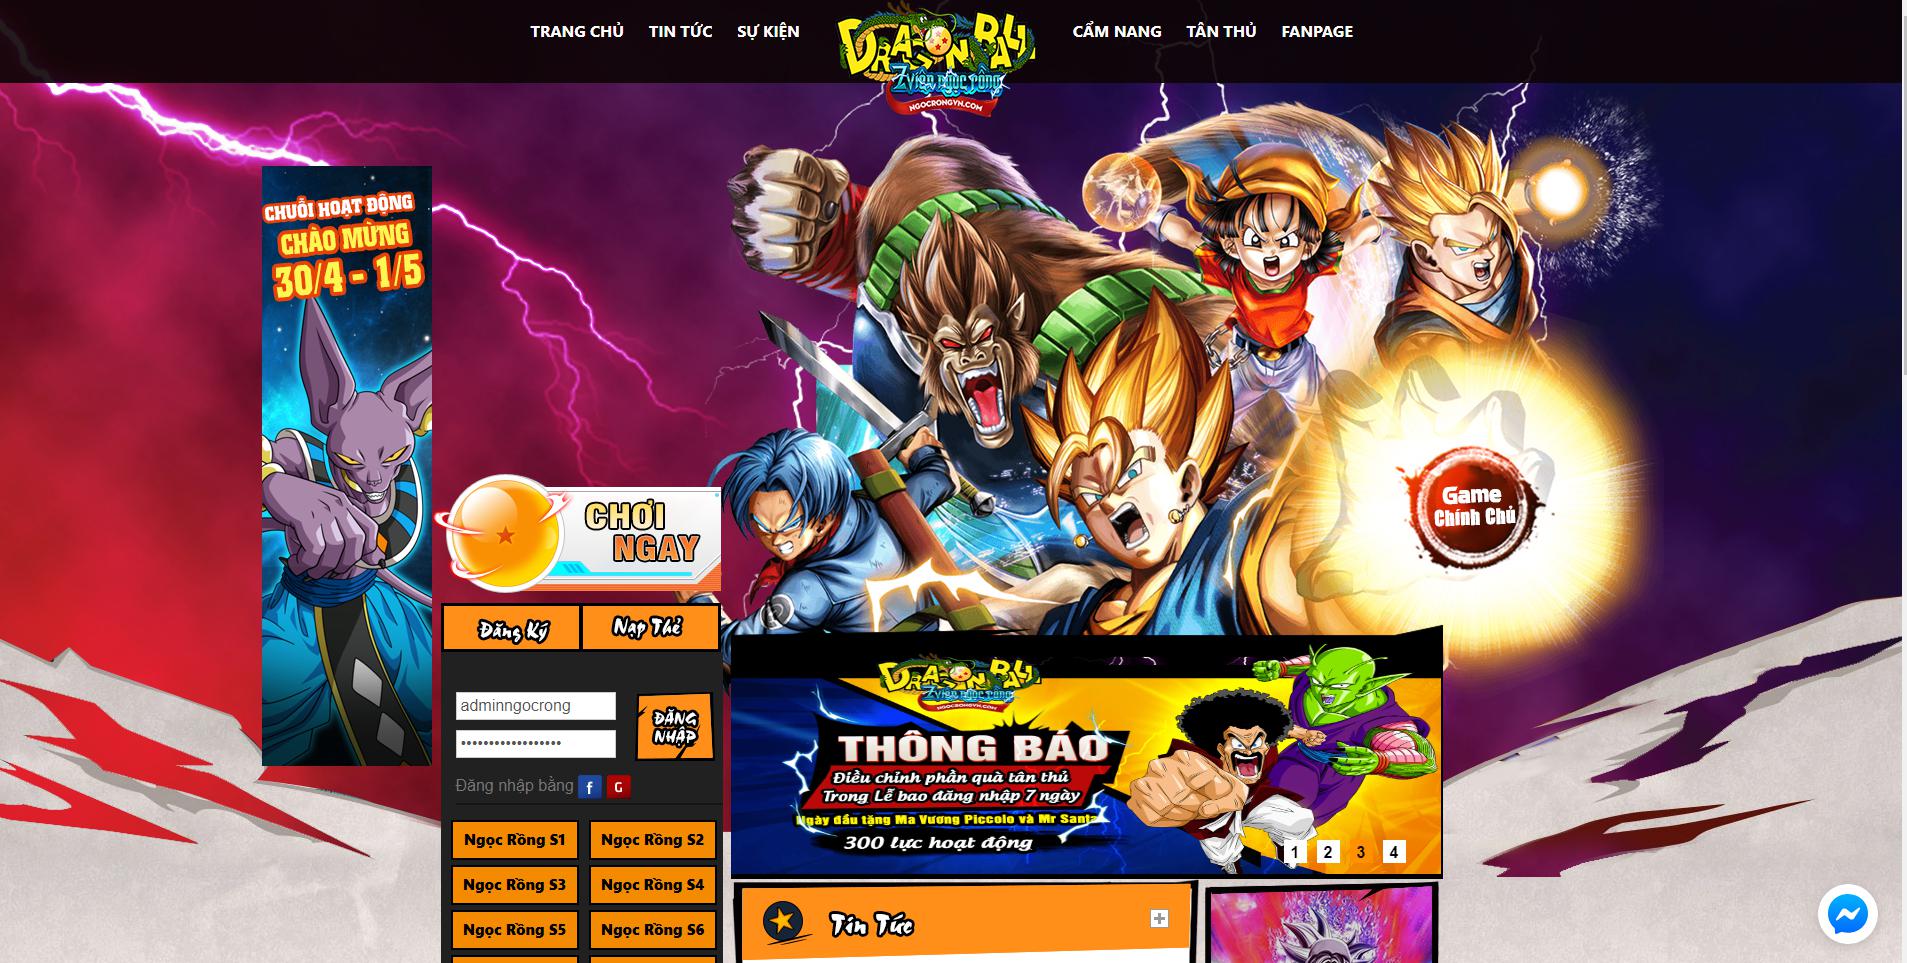 TRANG CHỦ TIN TỨC SỰ KIỆN
DRAGON BALL
Z Viên ngọc rồng
NGOCRONGVN.COM
CẨM NANG TÂN THỦ FANPAGE
CHUỖI HOẠT ĐỘNG
CHÀO MỪNG
30/4 - 1/5
Game
Chính Chủ
CHƠI
NGAY
Đăng Ký Nạp Thẻ
adminngocrong
••••••••••••••••••
ĐĂNG
NHẬP
Đăng nhập bằng f G
Ngọc Rồng S1 Ngọc Rồng S2
Ngọc Rồng S3 Ngọc Rồng S4
Ngọc Rồng S5 Ngọc Rồng S6
DRAGON BALL
Z Viên ngọc rồng
NGOCRONGVN.COM
THÔNG BÁO
Điều chỉnh phần quà tân thủ
Trong Lễ bao đăng nhập 7 ngày
Ngày đầu tặng Ma Vương Piccolo và Mr Santa
300 lực hoạt động
1 2 3 4
Tin Tức